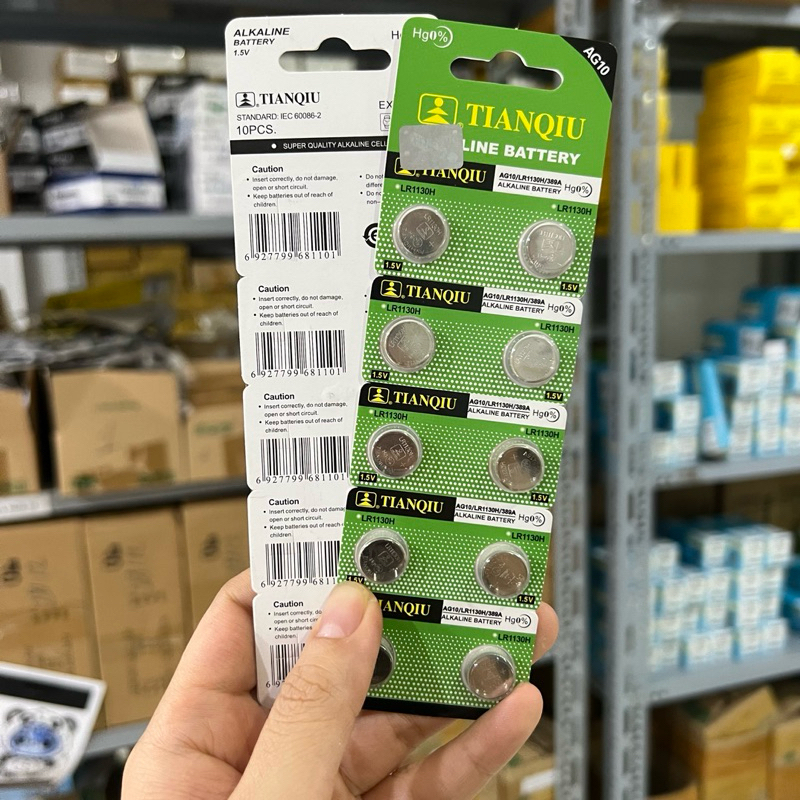 ALKALINE
BATTERY
1.5V
TIANQIU
STANDARD: IEC 60086-2
10PCS.
SUPER QUALITY ALKALINE CELL
Caution
• Insert correctly, do not damage,
open or short circuit.
• Keep batteries out of reach of
children.
6 927799 681101
Caution
• Insert correctly, do not damage,
open or short circuit.
• Keep batteries out of reach of
children.
6 927799 681101
Caution
• Insert correctly, do not damage,
open or short circuit.
• Keep batteries out of reach of
children.
6 927799 681101
Caution
• Insert correctly, do not damage,
open or short circuit.
• Keep batteries out of reach of
children.
6 927799 6811
Caution
• Insert correctly, do
open or short
• Keep batteries
children.
Hg0%
AG10
TIANQIU
LINE BATTERY
TIANQIU
AG10/LR1130H/389A
ALKALINE BATTERY
Hg0%
LR1130H
LR1130H
1.5V
1.5V
TIANQIU
AG10/LR1130H/389A
ALKALINE BATTERY
Hg0%
LR1130H
LR1130H
1.5V
1.5V
TIANQIU
AG10/LR1130H/389A
ALKALINE BATTERY
Hg0%
LR1130H
LR1130H
1.5V
1.5V
TIANQIU
AG10/LR1130H/389A
ALKALINE BATTERY
Hg0%
LR1130H
LR1130H
1.5V
1.5V
IANQIU
AG10/LR1130H/389A
ALKALINE BATTERY
Hg0%
LR1130H